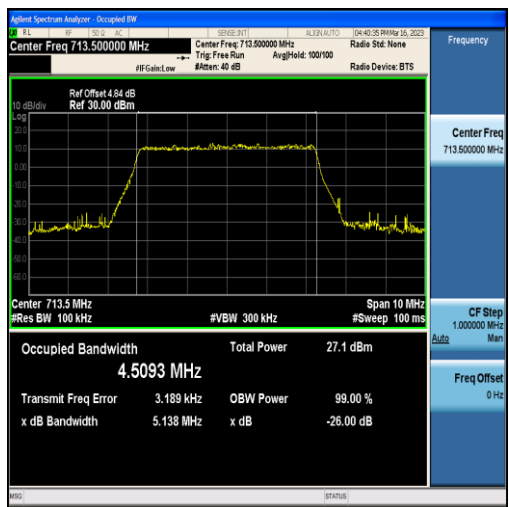 Agilent Spectrum Analyzer - Occupied BW
RL RF 50 Ω AC SENSE:INT ALIGN AUTO 04:40:35 PM Mar 16, 2023
Center Freq 713.500000 MHz Center Freq: 713.500000 MHz Radio Std: None Frequency
Trig: Free Run Avg|Hold: 100/100
#IFGain:Low #Atten: 40 dB Radio Device: BTS
Ref Offset 4.84 dB
10 dB/div Ref 30.00 dBm
Log
20.0
10.0
0.00
-10.0
-20.0
-30.0
-40.0
-50.0
-60.0
Center Freq
713.500000 MHz
Center 713.5 MHz Span 10 MHz
#Res BW 100 kHz #VBW 300 kHz #Sweep 100 ms
CF Step
1.000000 MHz
Auto Man
Occupied Bandwidth Total Power 27.1 dBm
4.5093 MHz
Transmit Freq Error 3.189 kHz OBW Power 99.00 %
x dB Bandwidth 5.138 MHz x dB -26.00 dB
Freq Offset
0 Hz
MSG STATUS